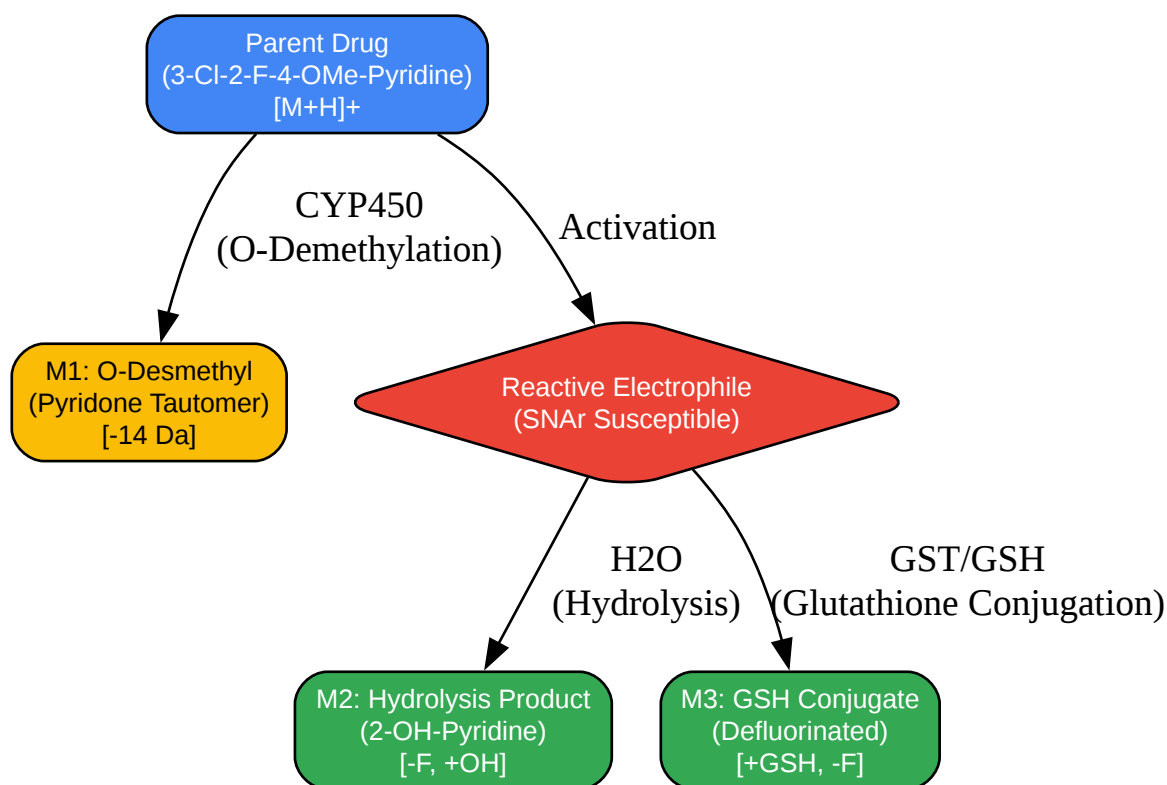 Parent Drug
(3-Cl-2-F-4-OMe-Pyridine)
[M+H]+
CYP450
(O-Demethylation)
Activation
M1: O-Desmethyl
(Pyridone Tautomer)
[-14 Da]
Reactive Electrophile
(SNAr Susceptible)
H2O
(Hydrolysis)
GST/GSH
(Glutathione Conjugation)
M2: Hydrolysis Product
(2-OH-Pyridine)
[-F, +OH]
M3: GSH Conjugate
(Defluorinated)
[+GSH, -F]